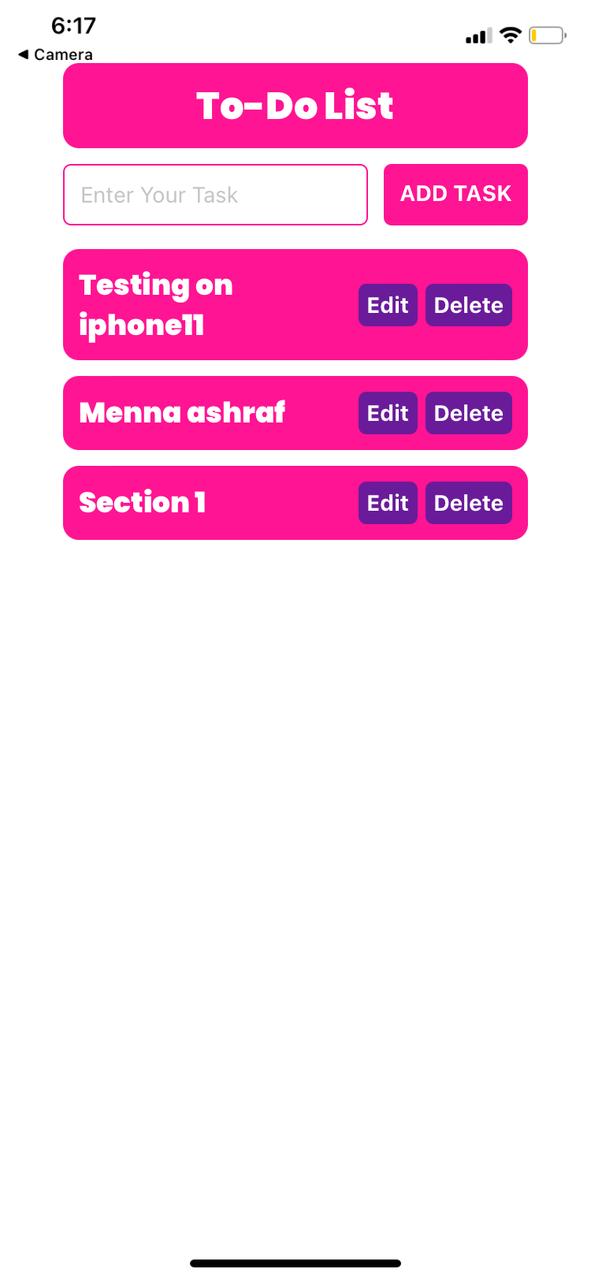 6:17
◀ Camera
To-Do List
Enter Your Task
ADD TASK
Testing on
iphone11
Edit
Delete
Menna ashraf
Edit
Delete
Section 1
Edit
Delete